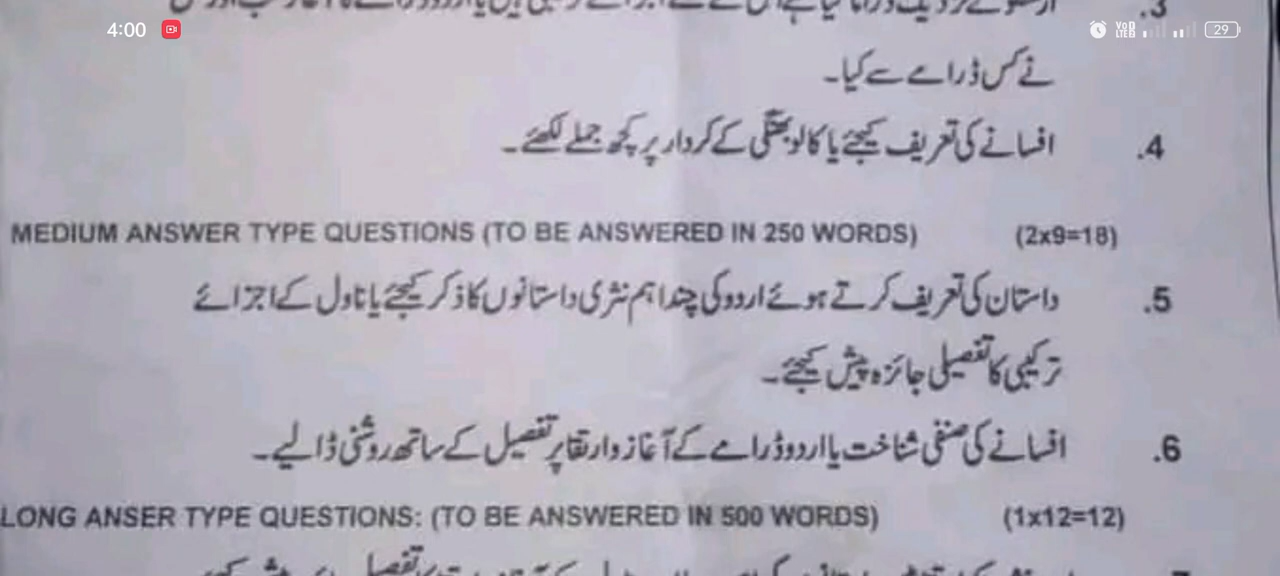 4:00
29
.3
نے کس ڈرامے سے کیا۔
.4 افسانے کی تعریف کیجئے یا کالو بھنگی کے کردار پر کچھ جملے لکھئے۔
MEDIUM ANSWER TYPE QUESTIONS (TO BE ANSWERED IN 250 WORDS) (2x9=18)
.5 داستان کی تعریف کرتے ہوئے اردو کی چند اہم نثری داستانوں کا ذکر کیجئے یا ناول کے اجزائے
ترکیبی کا تفصیلی جائزہ پیش کیجئے۔
.6 افسانے کی صنفی شناخت یا اردو ڈرامے کے آغاز و ارتقا پر تفصیل کے ساتھ روشنی ڈالیے۔
LONG ANSER TYPE QUESTIONS: (TO BE ANSWERED IN 500 WORDS) (1x12=12)